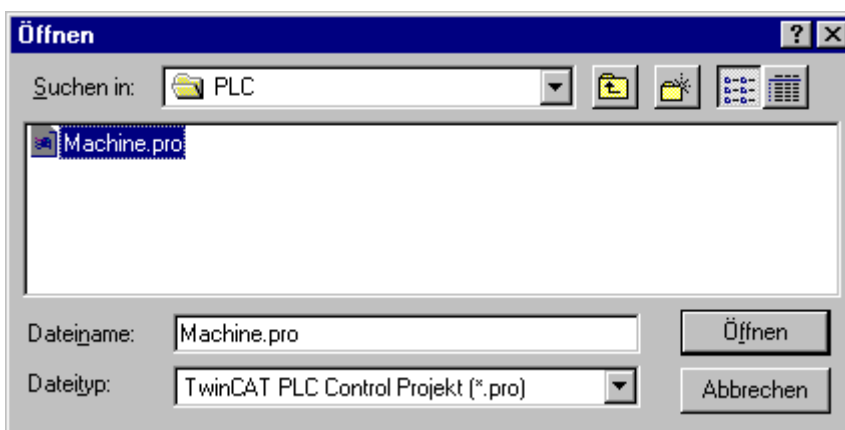 Öffnen
Suchen in: PLC
Machine.pro
Dateiname: Machine.pro Öffnen
Dateityp: TwinCAT PLC Control Projekt (*.pro) Abbrechen